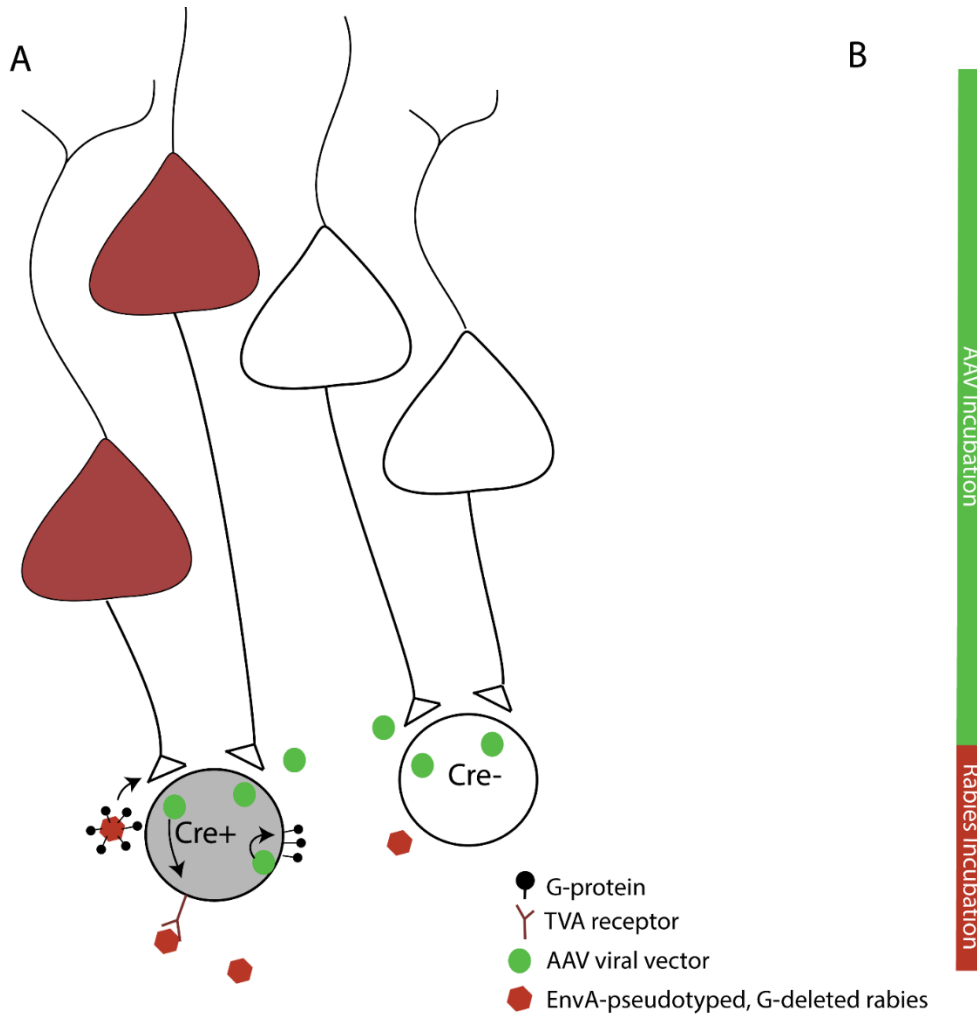 A
B
AAV Incubation
Cre-
Rabies Incubation
Cre+
G-protein
TVA receptor
AAV viral vector
EnvA-pseudotyped, G-deleted rabies